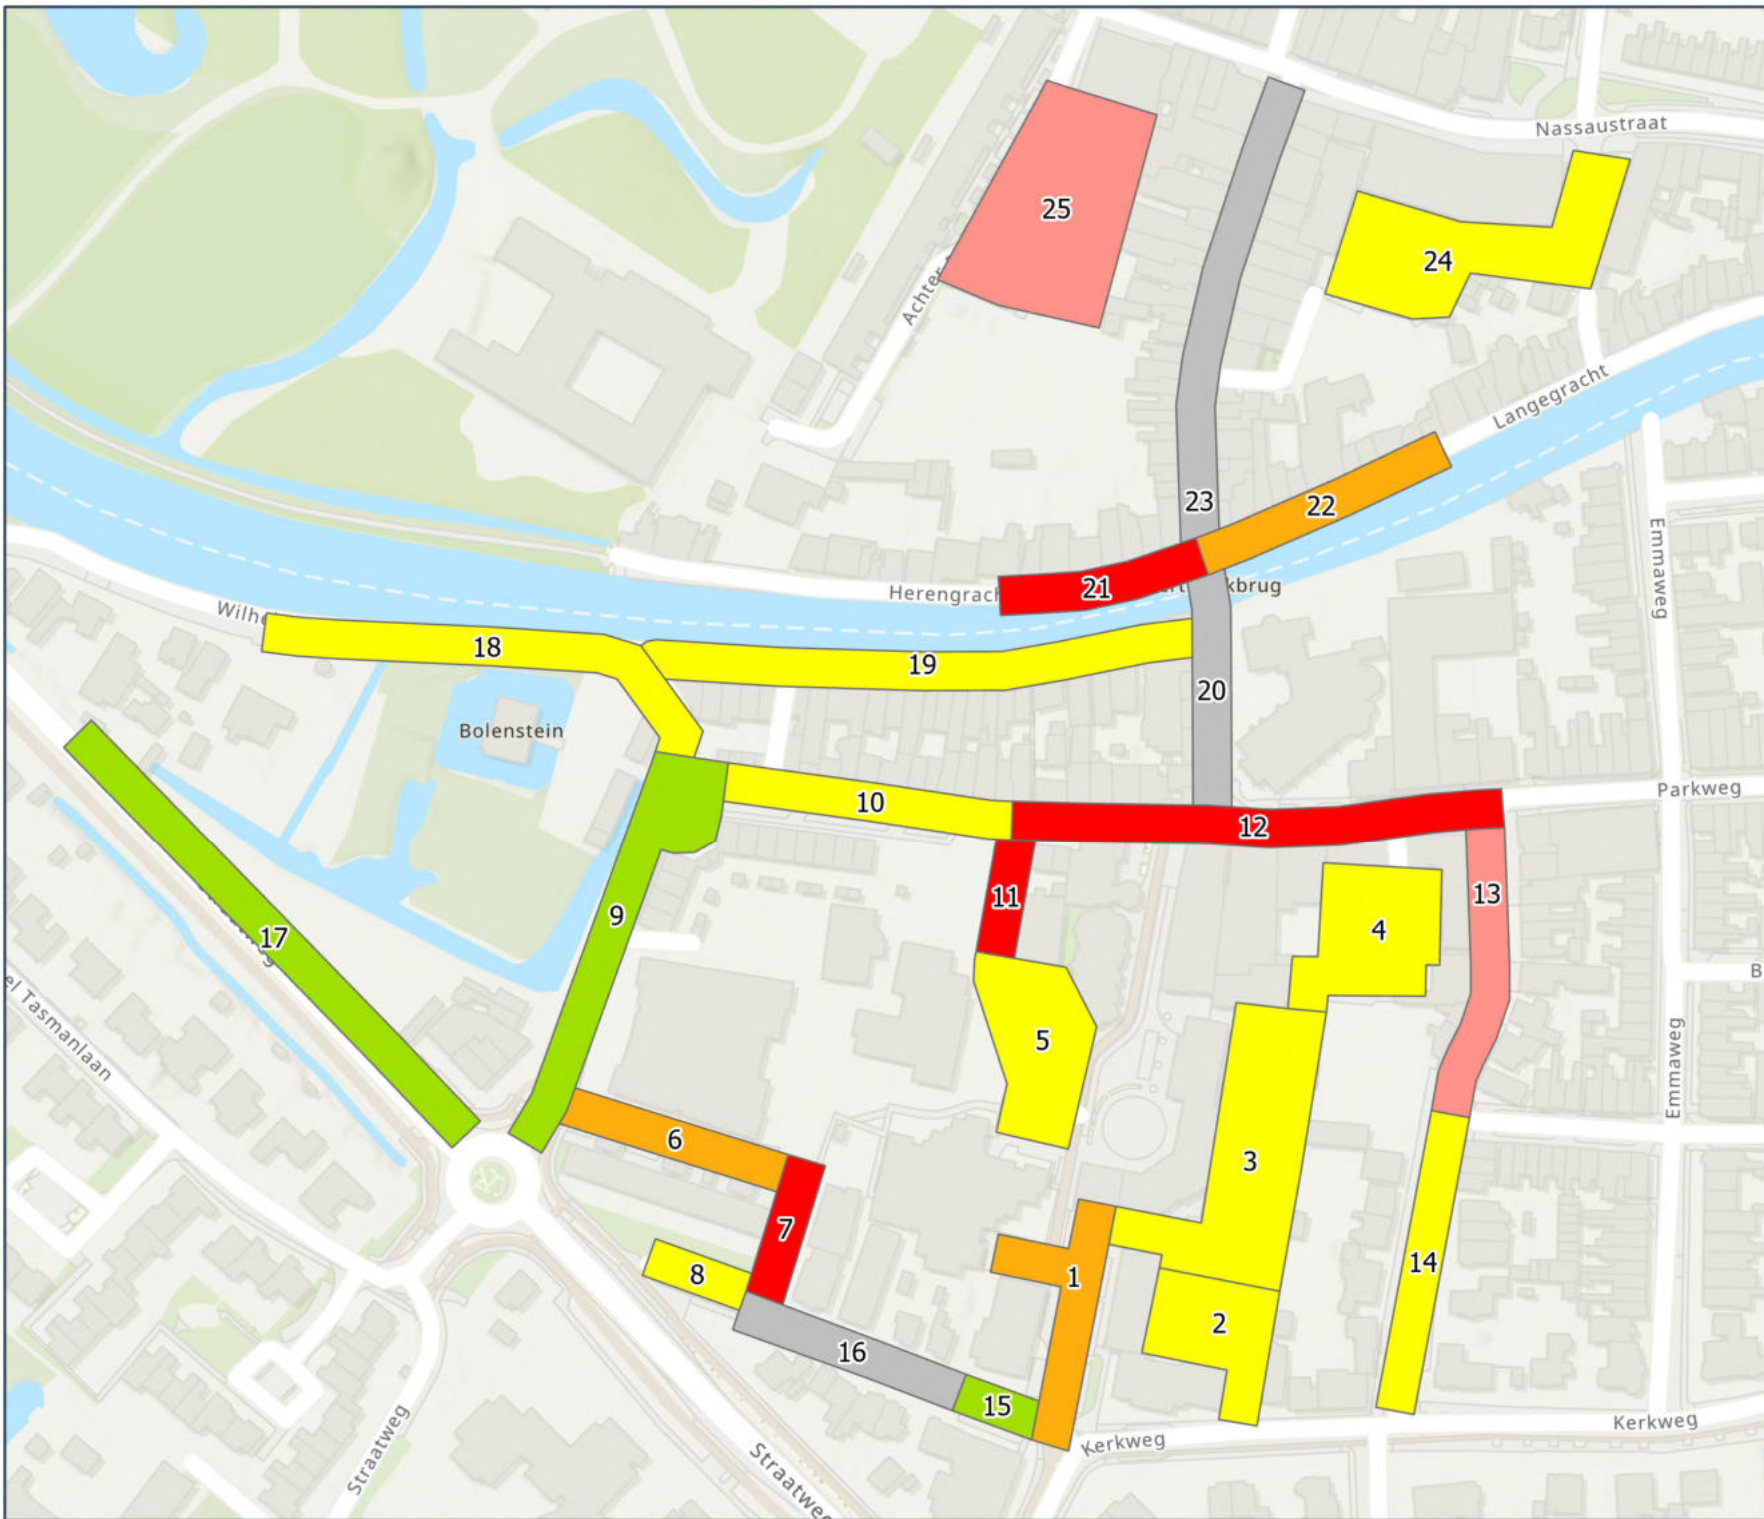 Nassaustraat
25
24
Achter
Langegracht
23
22
Emmaweg
Herengrach
21
kbrug
Wilhe
18
19
20
Bolenstein
Parkweg
10
12
13
11
9
4
17
B
el Tasmanlaan
5
Emmaweg
6
3
7
14
8
1
2
16
15
Kerkweg
Kerkweg
Straatweg
Straatweg